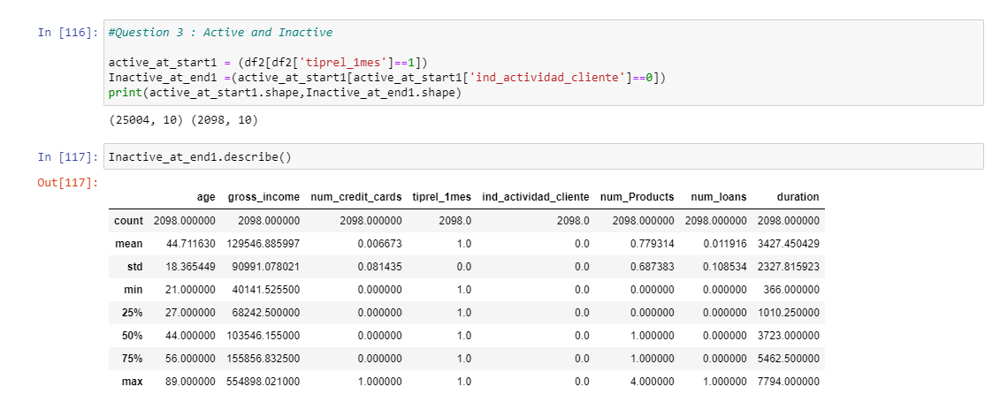 In [116]: #Question 3 : Active and Inactive
active_at_start1 = (df2[df2['tiprel_1mes']==1])
Inactive_at_end1 =(active_at_start1[active_at_start1['ind_actividad_cliente']==0])
print(active_at_start1.shape,Inactive_at_end1.shape)
(25004, 10) (2098, 10)
In [117]: Inactive_at_end1.describe()
Out[117]:
age gross_income num_credit_cards tiprel_1mes ind_actividad_cliente num_Products num_loans duration
count 2098.000000 2098.000000 2098.000000 2098.0 2098.0 2098.000000 2098.000000 2098.000000
mean 44.711630 129546.885997 0.006673 1.0 0.0 0.779314 0.011916 3427.450429
std 18.365449 90991.078021 0.081435 0.0 0.0 0.687383 0.108534 2327.815923
min 21.000000 40141.525500 0.000000 1.0 0.0 0.000000 0.000000 366.000000
25% 27.000000 68242.500000 0.000000 1.0 0.0 0.000000 0.000000 1010.250000
50% 44.000000 103546.155000 0.000000 1.0 0.0 1.000000 0.000000 3723.000000
75% 56.000000 155856.832500 0.000000 1.0 0.0 1.000000 0.000000 5462.500000
max 89.000000 554898.021000 1.000000 1.0 0.0 4.000000 1.000000 7794.000000